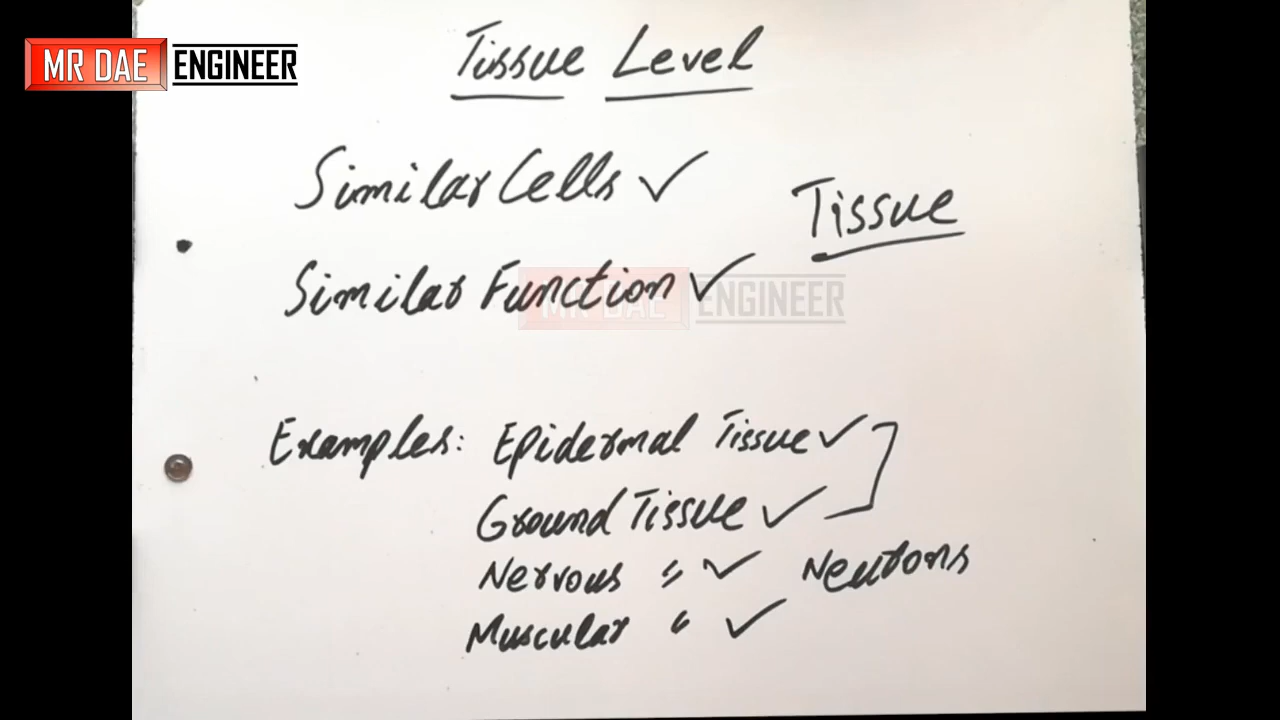 MR DAE ENGINEER
Tissue Level
Similar Cells ✓
Tissue
Similar Function ✓
MR DAE ENGINEER
Examples: Epidermal Tissue ✓
Ground Tissue ✓
Nervous " ✓ Neutrons
Muscular " ✓